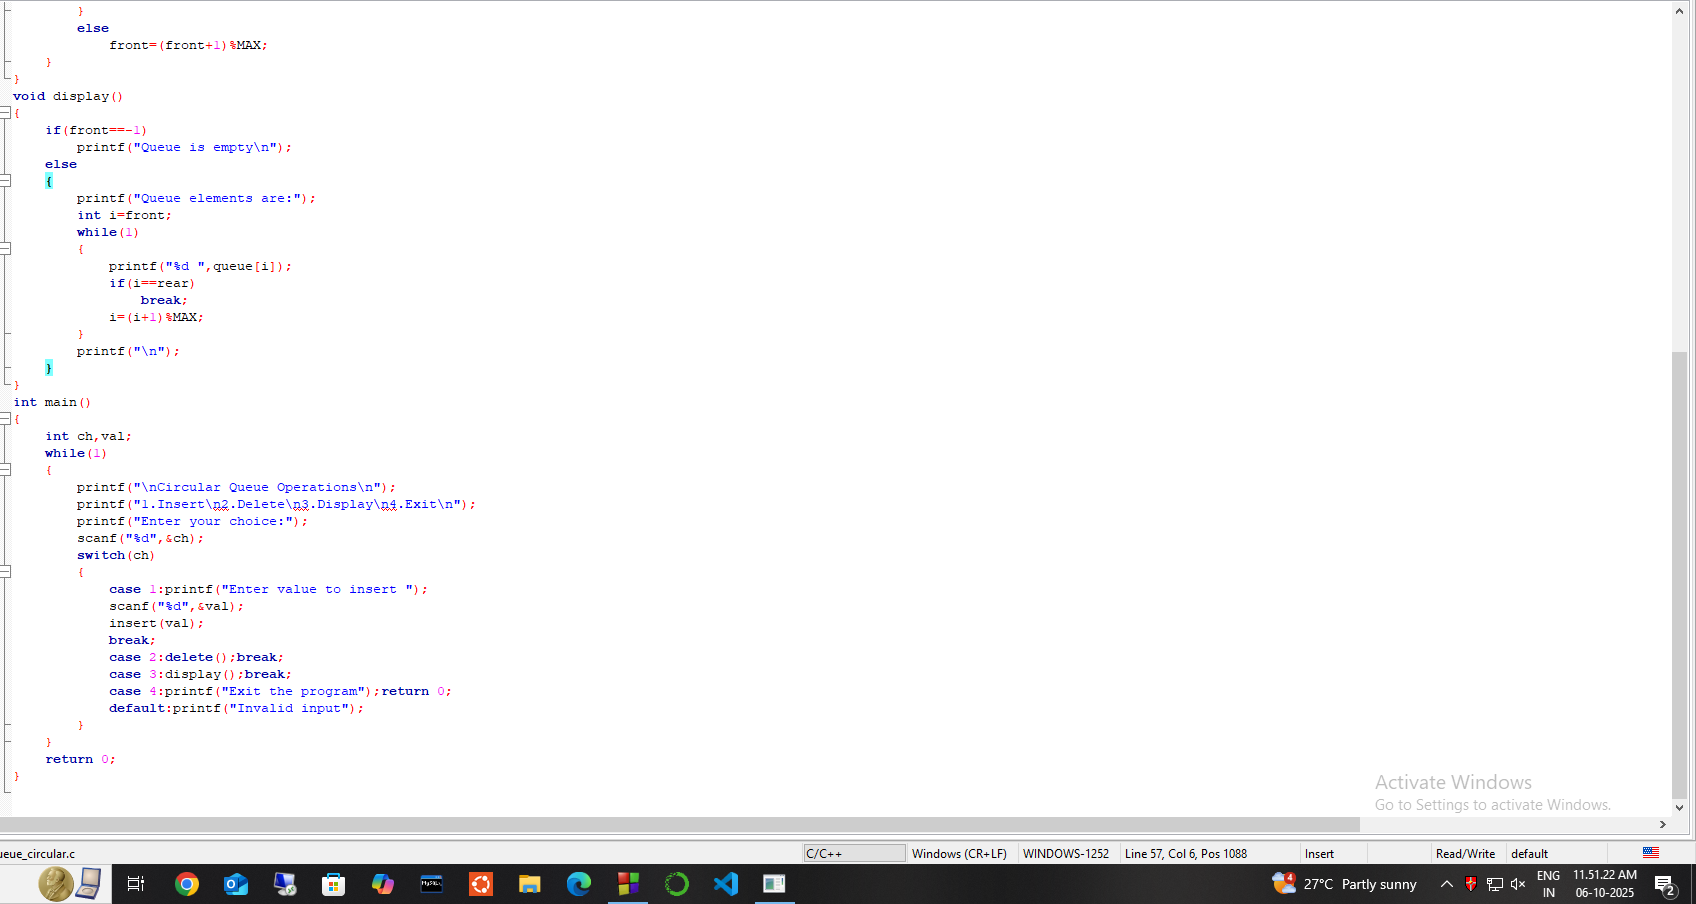 }
        else
            front=(front+1)%MAX;
    }
}
void display()
{
    if(front==-1)
        printf("Queue is empty\n");
    else
    {
        printf("Queue elements are:");
        int i=front;
        while(1)
        {
            printf("%d ",queue[i]);
            if(i==rear)
                break;
            i=(i+1)%MAX;
        }
        printf("\n");
    }
}
int main()
{
    int ch,val;
    while(1)
    {
        printf("\nCircular Queue Operations\n");
        printf("1.Insert\n2.Delete\n3.Display\n4.Exit\n");
        printf("Enter your choice:");
        scanf("%d",&ch);
        switch(ch)
        {
            case 1:printf("Enter value to insert ");
            scanf("%d",&val);
            insert(val);
            break;
            case 2:delete();break;
            case 3:display();break;
            case 4:printf("Exit the program");return 0;
            default:printf("Invalid input");
        }
    }
    return 0;
}
Activate Windows
Go to Settings to activate Windows.
ueue_circular.c C/C++ Windows (CR+LF) WINDOWS-1252 Line 57, Col 6, Pos 1088 Insert Read/Write default
MySQL
4 27°C Partly sunny ENG IN 11.51.22 AM 06-10-2025 2